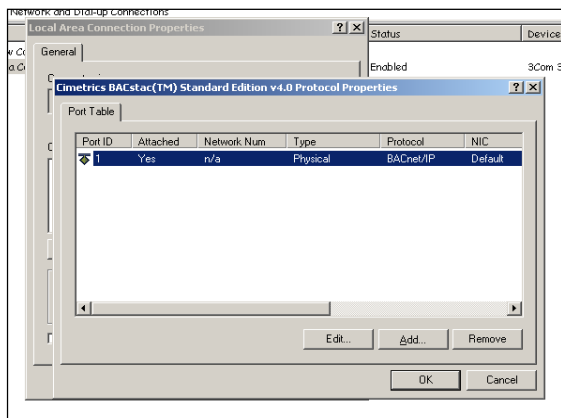 Network and Dial-up Connections
Local Area Connection Properties
Status
Device
General
Enabled
3Com
Cimetrics BACstac(TM) Standard Edition v4.0 Protocol Properties
Port Table
Port ID
Attached
Network Num
Type
Protocol
NIC
1
Yes
n/a
Physical
BACnet/IP
Default
Edit...
Add...
Remove
OK
Cancel